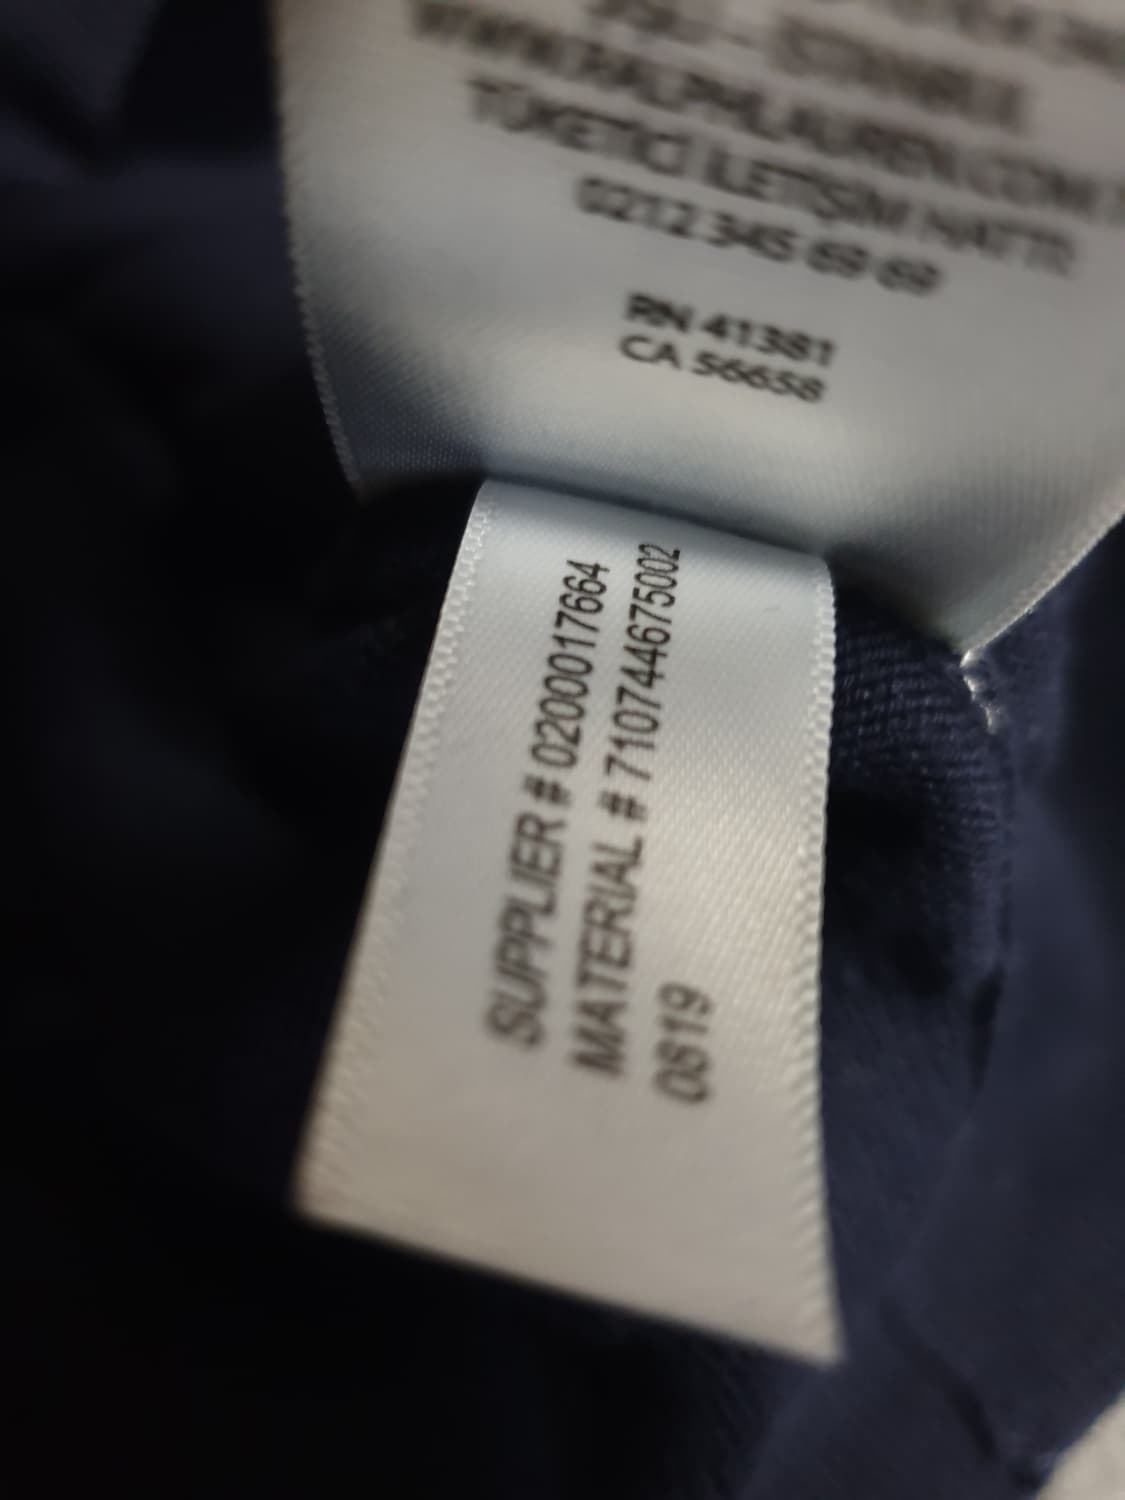 WWW.RALPHLAUREN.COM
TÜKETİCİ İLETİŞİM HATTI
0212 345 69 69
RN 41381
CA 56658
SUPPLIER # 0200017664
MATERIAL # 710744675002
0819